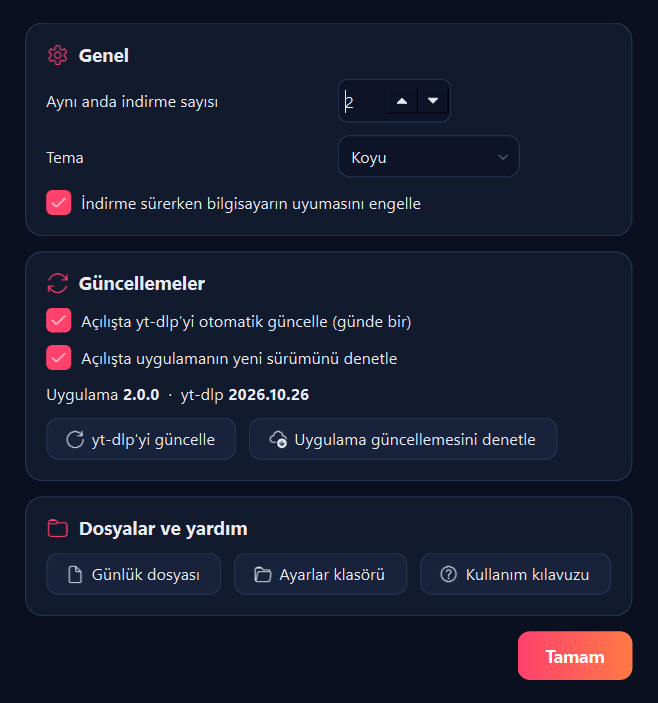 Genel
Aynı anda indirme sayısı 2
Tema Koyu
İndirme sürerken bilgisayarın uyumasını engelle
Güncellemeler
Açılışta yt-dlp'yi otomatik güncelle (günde bir)
Açılışta uygulamanın yeni sürümünü denetle
Uygulama 2.0.0 · yt-dlp 2026.10.26
yt-dlp'yi güncelle Uygulama güncellemesini denetle
Dosyalar ve yardım
Günlük dosyası Ayarlar klasörü Kullanım kılavuzu
Tamam